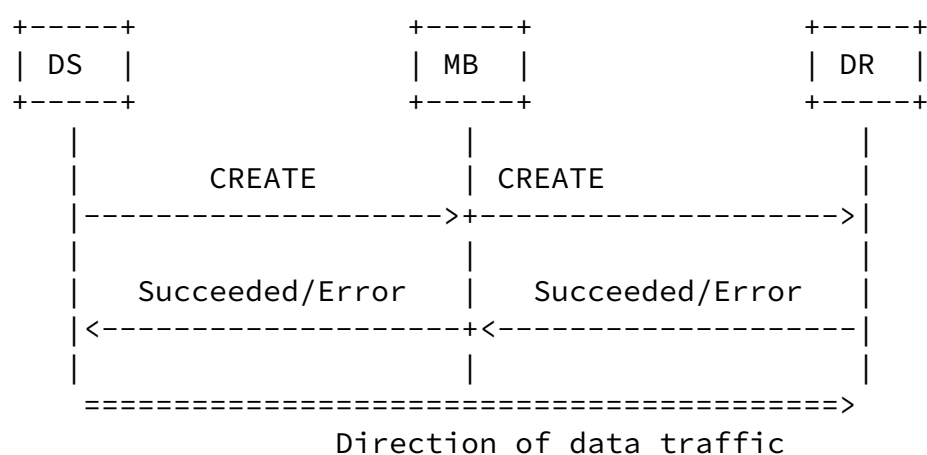 DS MB DR
CREATE CREATE
Succeeded/Error Succeeded/Error
Direction of data traffic